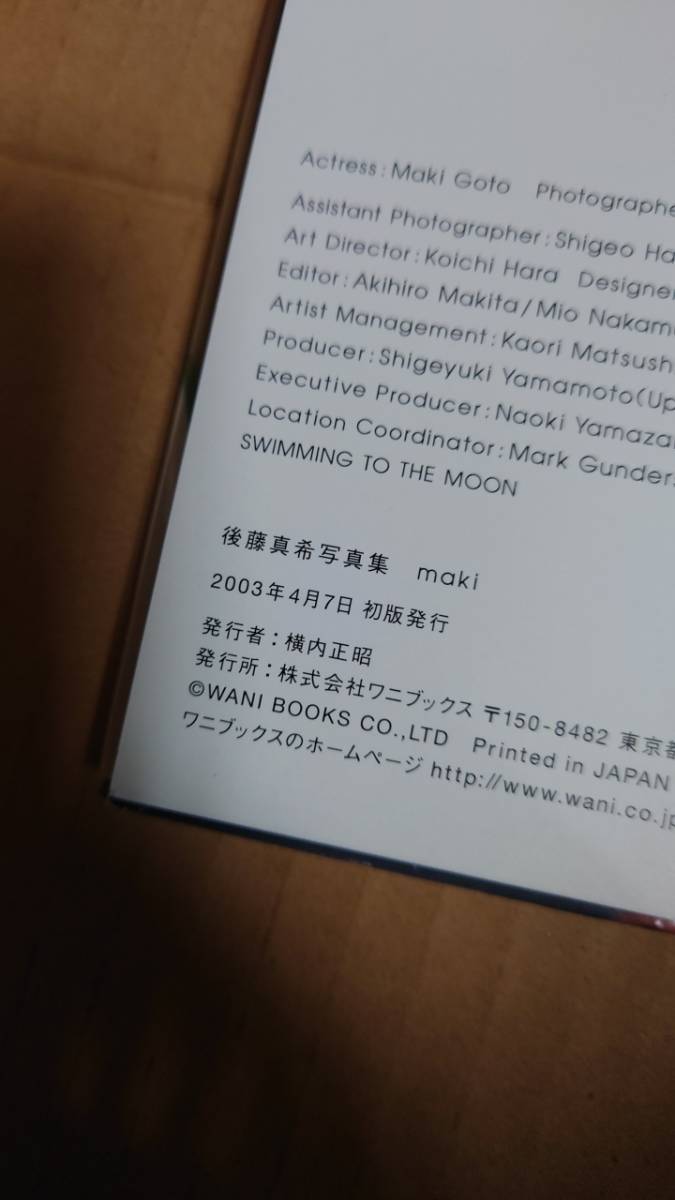 Actress : Maki Goto Photographe
Assistant Photographer : Shigeo Ha
Art Director : Koichi Hara Designe
Editor : Akihiro Makita / Mio Nakam
Artist Management : Kaori Matsush
Producer : Shigeyuki Yamamoto (Up
Executive Producer : Naoki Yamazak
Location Coordinator : Mark Gunders
SWIMMING TO THE MOON
後藤真希写真集 maki
2003年4月7日 初版発行
発行者：横内正昭
発行所：株式会社ワニブックス 〒150-8482 東京都
©WANI BOOKS CO.,LTD Printed in JAPAN
ワニブックスのホームページ http://www.wani.co.jp